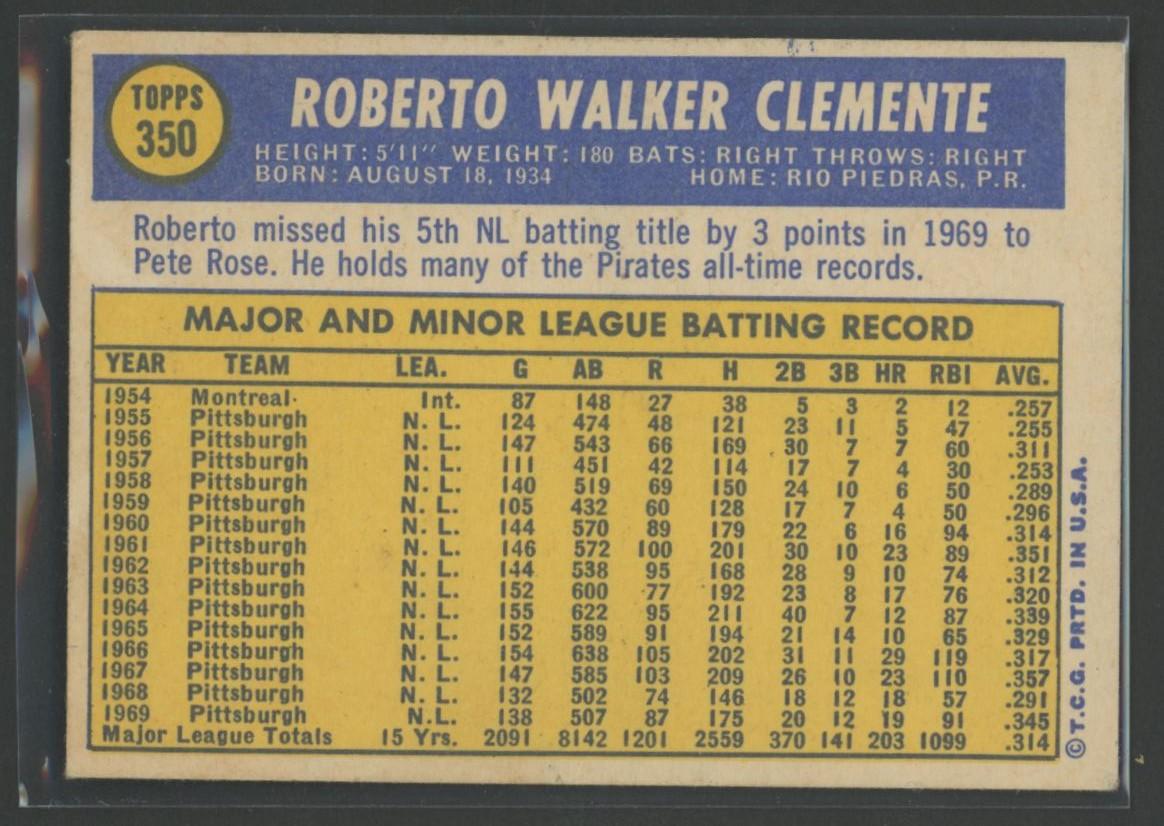 TOPPS
350
ROBERTO WALKER CLEMENTE
HEIGHT: 5'11" WEIGHT: 180 BATS: RIGHT THROWS: RIGHT
BORN: AUGUST 18, 1934 HOME: RIO PIEDRAS, P.R.
Roberto missed his 5th NL batting title by 3 points in 1969 to
Pete Rose. He holds many of the Pirates all-time records.
MAJOR AND MINOR LEAGUE BATTING RECORD
YEAR TEAM LEA. G AB R H 2B 3B HR RBI AVG.
1954 Montreal Int. 87 148 27 38 5 3 2 12 .257
1955 Pittsburgh N. L. 124 474 48 121 23 11 5 47 .255
1956 Pittsburgh N. L. 147 543 66 169 30 7 7 60 .311
1957 Pittsburgh N. L. 111 451 42 114 17 7 4 30 .253
1958 Pittsburgh N. L. 140 519 69 150 24 10 6 50 .289
1959 Pittsburgh N. L. 105 432 60 128 17 7 4 50 .296
1960 Pittsburgh N. L. 144 570 89 179 22 6 16 94 .314
1961 Pittsburgh N. L. 146 572 100 201 30 10 23 89 .351
1962 Pittsburgh N. L. 144 538 95 168 28 9 10 74 .312
1963 Pittsburgh N. L. 152 600 77 192 23 8 17 76 .320
1964 Pittsburgh N. L. 155 622 95 211 40 7 12 87 .339
1965 Pittsburgh N. L. 152 589 91 194 21 14 10 65 .329
1966 Pittsburgh N. L. 154 638 105 202 31 11 29 119 .317
1967 Pittsburgh N. L. 147 585 103 209 26 10 23 110 .357
1968 Pittsburgh N. L. 132 502 74 146 18 12 18 57 .291
1969 Pittsburgh N.L. 138 507 87 175 20 12 19 91 .345
Major League Totals 15 Yrs. 2091 8142 1201 2559 370 141 203 1099 .314
© T.C.G. PRTD. IN U.S.A.